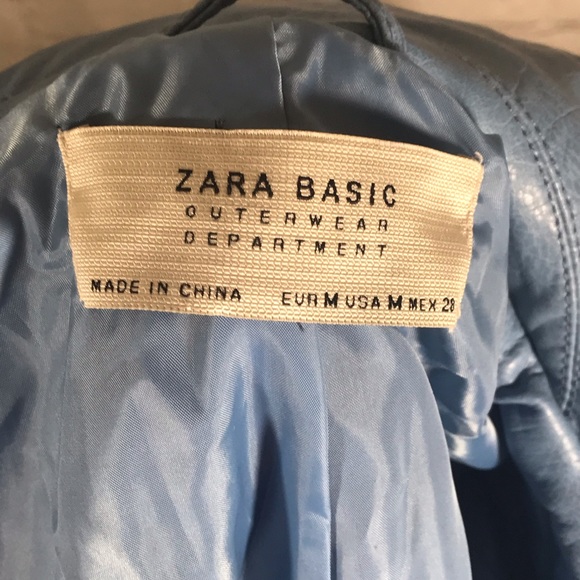 ZARA BASIC
OUTERWEAR
DEPARTMENT
MADE IN CHINA EUR M USA M MEX 28